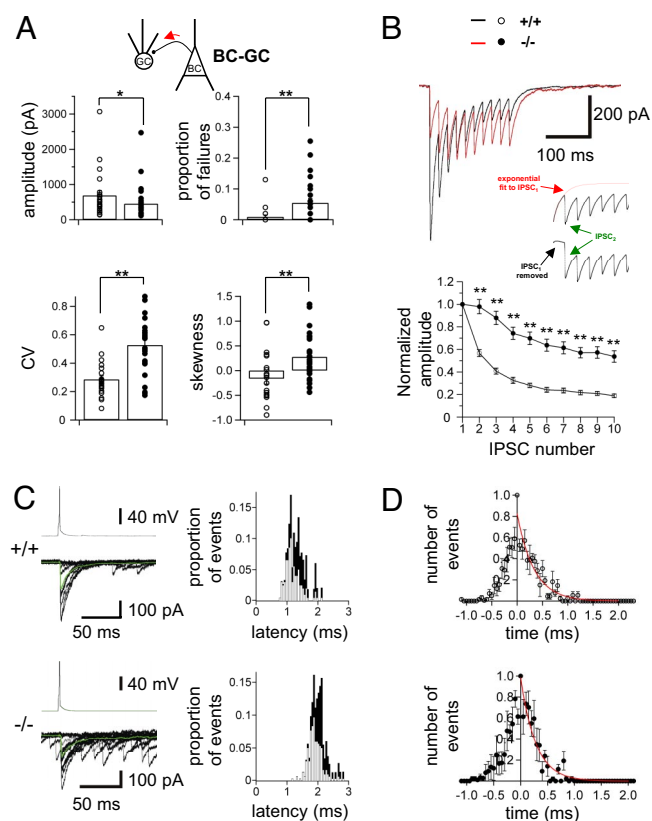 A
GC
BC
BC-GC
amplitude (pA)
3000
2000
1000
0
*
proportion
of failures
0.4
0.3
0.2
0.1
0
**
CV
0.8
0.6
0.4
0.2
0
**
skewness
1.0
0.5
0.0
-0.5
-1.0
**
B
+/+
-/-
200 pA
100 ms
exponential
fit to IPSC1
IPSC2
IPSC1
removed
Normalized
amplitude
1.0
0.8
0.6
0.4
0.2
0
** ** ** ** ** ** ** ** **
1 2 3 4 5 6 7 8 9 10
IPSC number
C
+/+
40 mV
100 pA
50 ms
proportion
of events
0.15
0.10
0.05
0
0 1 2 3
latency (ms)
-/-
40 mV
100 pA
50 ms
proportion
of events
0.15
0.10
0.05
0
0 1 2 3
latency (ms)
D
number of
events
1.0
0.8
0.6
0.4
0.2
0
-1.0 -0.5 0.0 0.5 1.0 1.5 2.0
time (ms)
number of
events
1.0
0.8
0.6
0.4
0.2
0
-1.0 -0.5 0.0 0.5 1.0 1.5 2.0
time (ms)